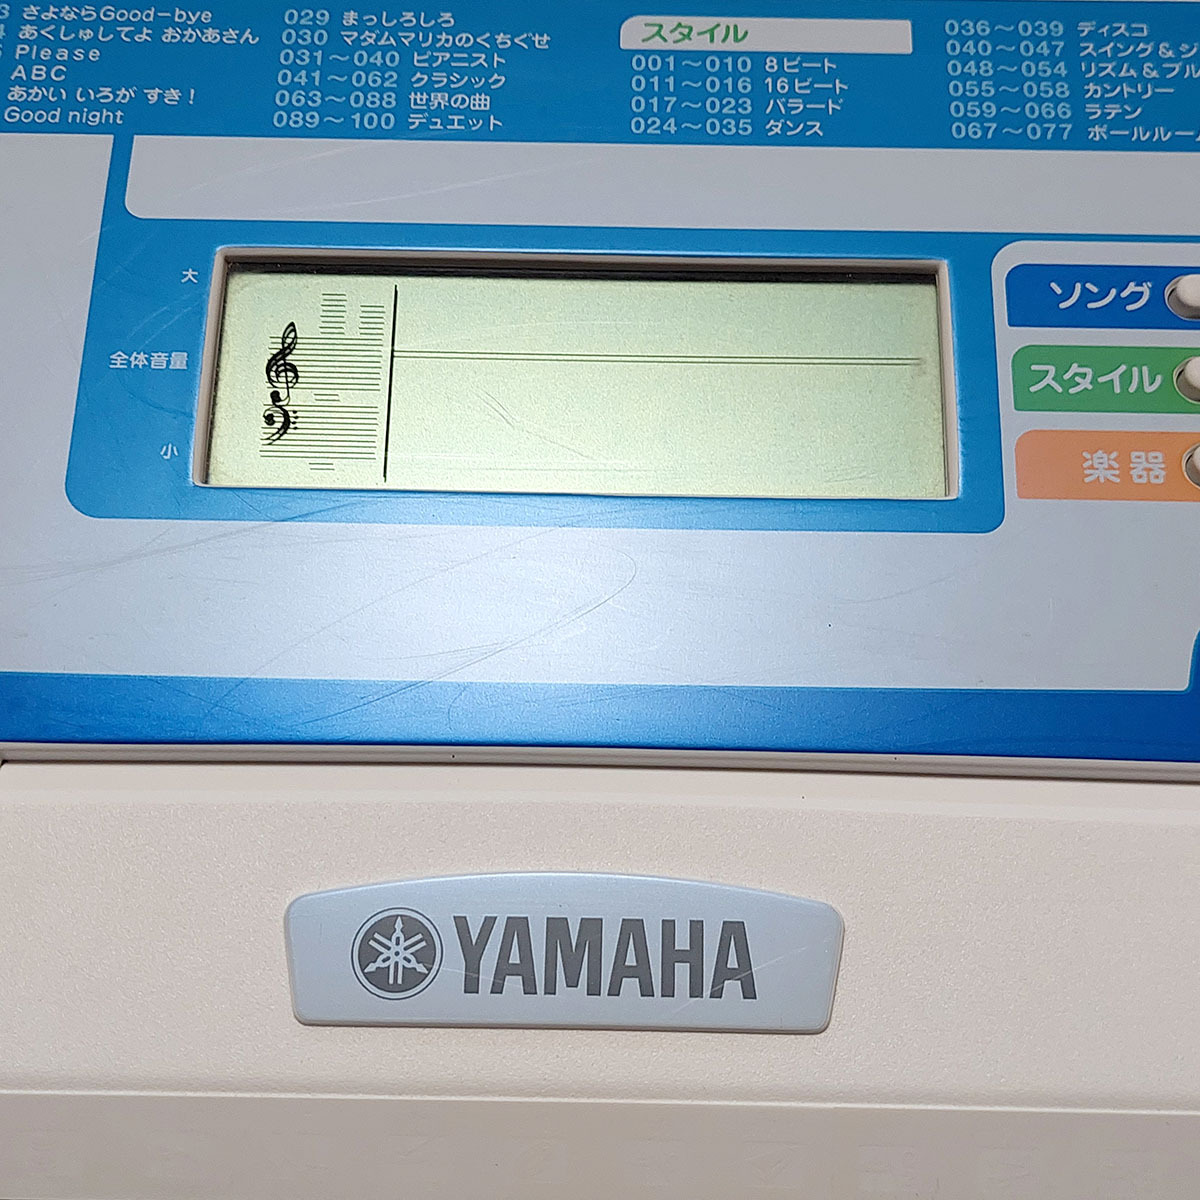 さよならGood-bye
あくしゅしてよ おかあさん
Please
ABC
あかい いろが すき!
Good night
029 まっしろしろ
030 マダムマリカのくちぐせ
031～040 ピアニスト
041～062 クラシック
063～088 世界の曲
089～100 デュエット
スタイル
001～010 8ビート
011～016 16ビート
017～023 バラード
024～035 ダンス
036～039 ディスコ
040～047 スイング&ジ
048～054 リズム&ブル
055～058 カントリー
059～066 ラテン
067～077 ボールルーム
大
全体音量
小
ソング
スタイル
楽器
YAMAHA